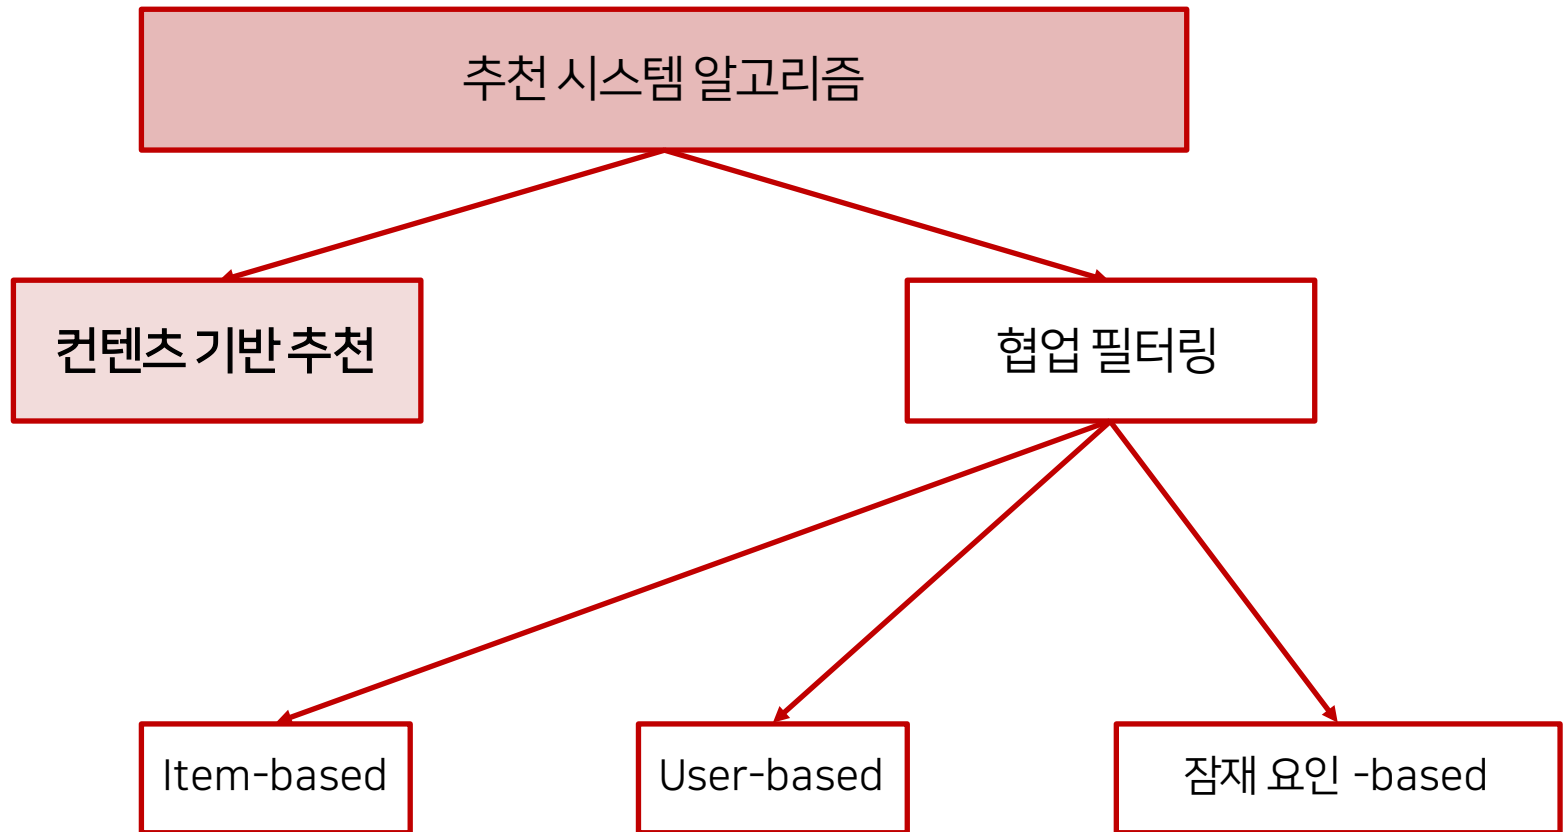 추천 시스템 알고리즘
컨텐츠 기반 추천
협업 필터링
Item-based
User-based
잠재 요인 -based